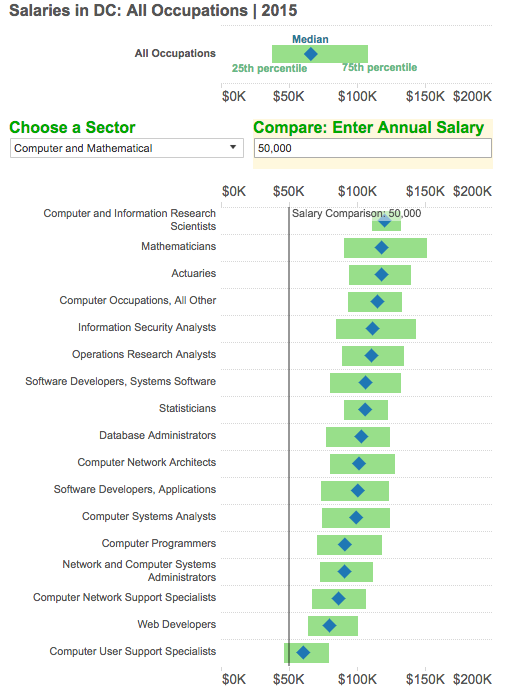 Salaries in DC: All Occupations | 2015
Median
All Occupations
25th percentile 75th percentile
$0K $50K $100K $150K $200K
Choose a Sector Compare: Enter Annual Salary
Computer and Mathematical 50,000
$0K $50K $100K $150K $200K
Computer and Information Research
Scientists
Salary Comparison: 50,000
Mathematicians
Actuaries
Computer Occupations, All Other
Information Security Analysts
Operations Research Analysts
Software Developers, Systems Software
Statisticians
Database Administrators
Computer Network Architects
Software Developers, Applications
Computer Systems Analysts
Computer Programmers
Network and Computer Systems
Administrators
Computer Network Support Specialists
Web Developers
Computer User Support Specialists
$0K $50K $100K $150K $200K